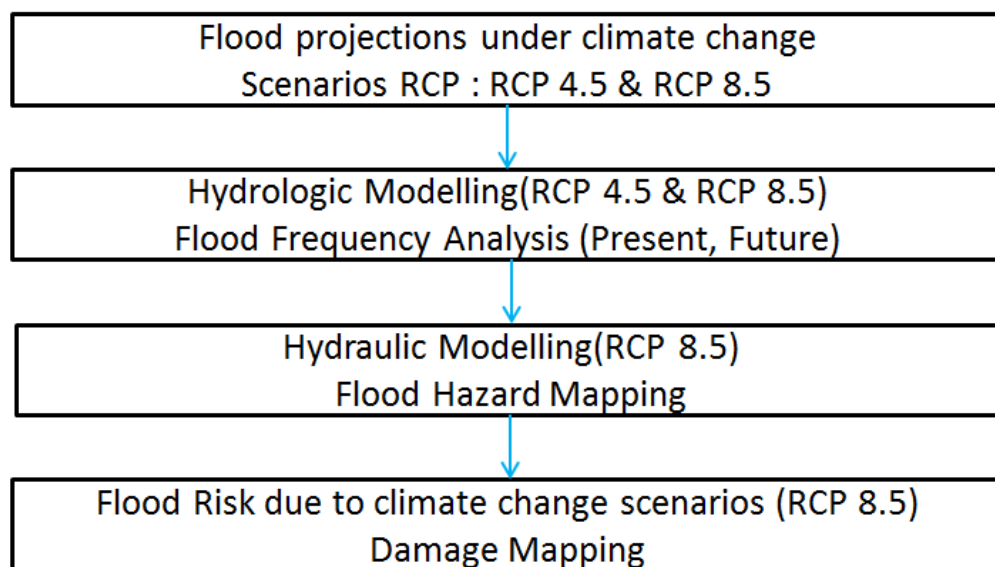 Flood projections under climate change
Scenarios RCP : RCP 4.5 & RCP 8.5
Hydrologic Modelling(RCP 4.5 & RCP 8.5)
Flood Frequency Analysis (Present, Future)
Hydraulic Modelling(RCP 8.5)
Flood Hazard Mapping
Flood Risk due to climate change scenarios (RCP 8.5)
Damage Mapping